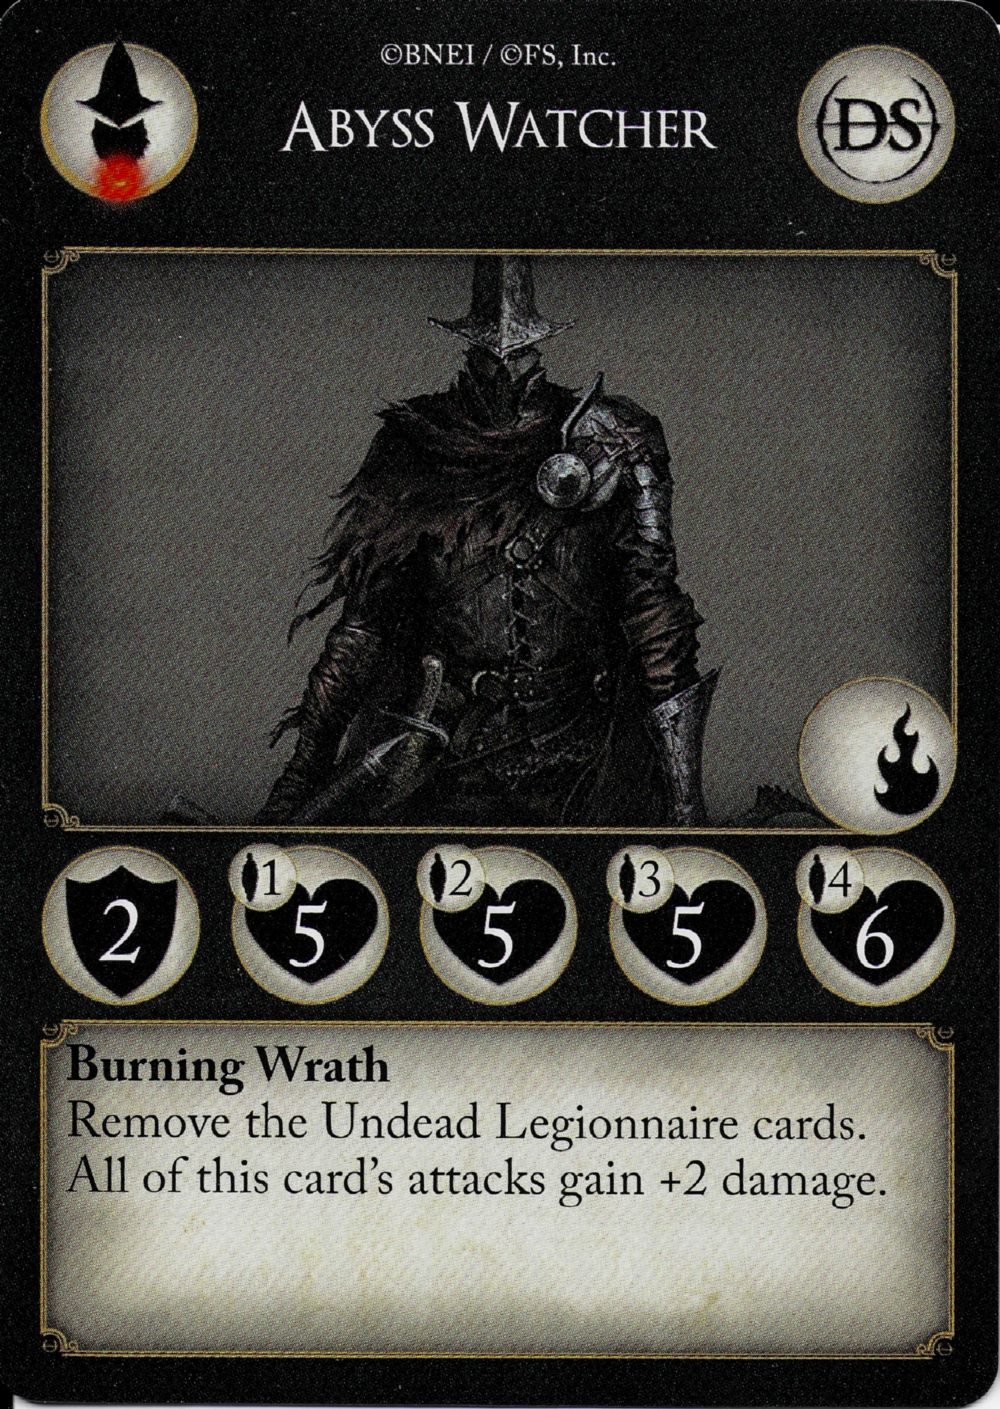 ©BNEI / ©FS, Inc.
Abyss Watcher
DS
2
1
5
2
5
3
5
4
6
Burning Wrath
Remove the Undead Legionnaire cards.
All of this card's attacks gain +2 damage.